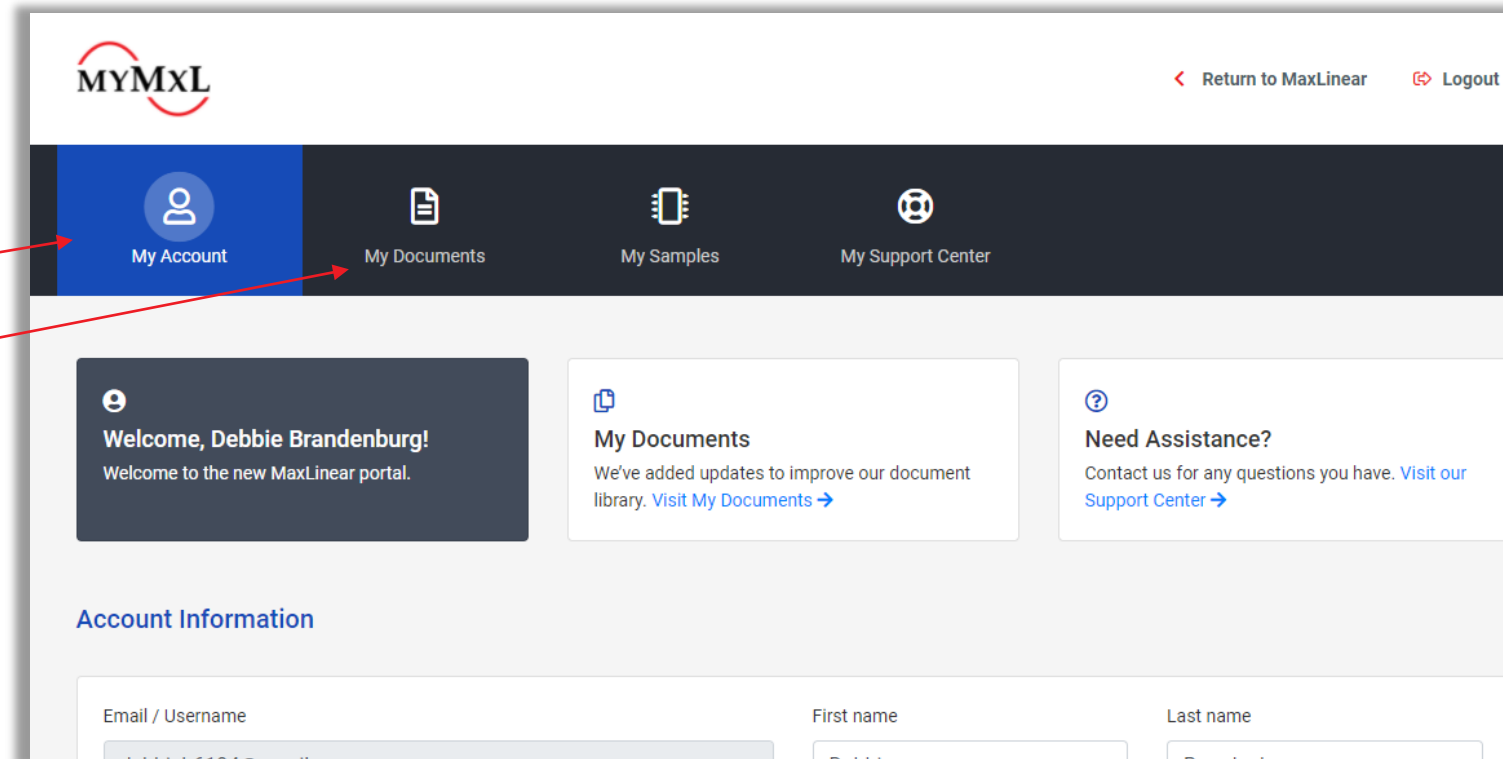 MYMXL
Return to MaxLinear
Logout
My Account
My Documents
My Samples
My Support Center
Welcome, Debbie Brandenburg!
Welcome to the new MaxLinear portal.
My Documents
We've added updates to improve our document
library. Visit My Documents
Need Assistance?
Contact us for any questions you have. Visit our
Support Center
Account Information
Email / Username
First name
Last name